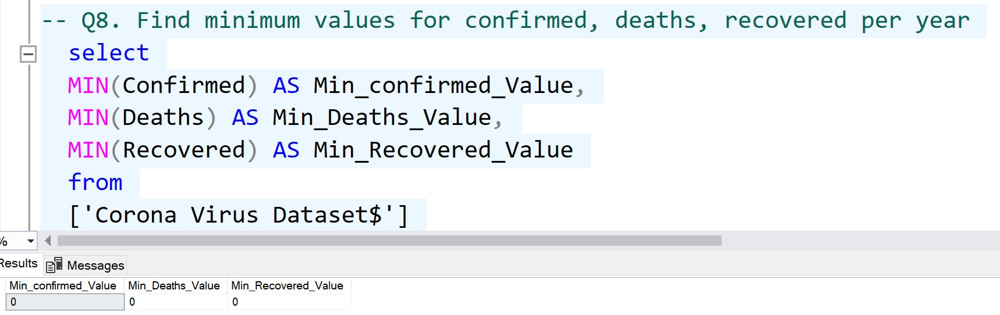 -- Q8. Find minimum values for confirmed, deaths, recovered per year
select
MIN(Confirmed) AS Min_confirmed_Value,
MIN(Deaths) AS Min_Deaths_Value,
MIN(Recovered) AS Min_Recovered_Value
from
['Corona Virus Dataset$']
%
Results Messages
Min_confirmed_Value Min_Deaths_Value Min_Recovered_Value
0 0 0